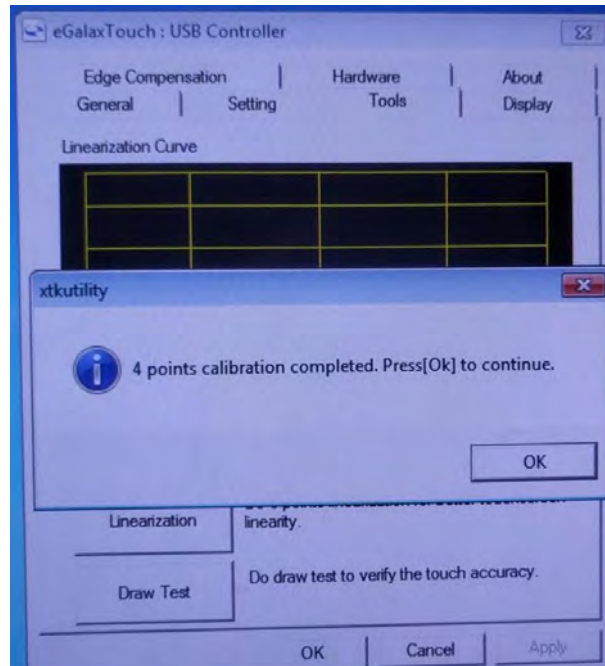 eGalaxTouch : USB Controller
Edge Compensation
Hardware
About
General
Setting
Tools
Display
Linearization Curve
xtkutility
4 points calibration completed. Press[Ok] to continue.
OK
Linearization
linearity.
Draw Test
Do draw test to verify the touch accuracy.
OK
Cancel
Apply